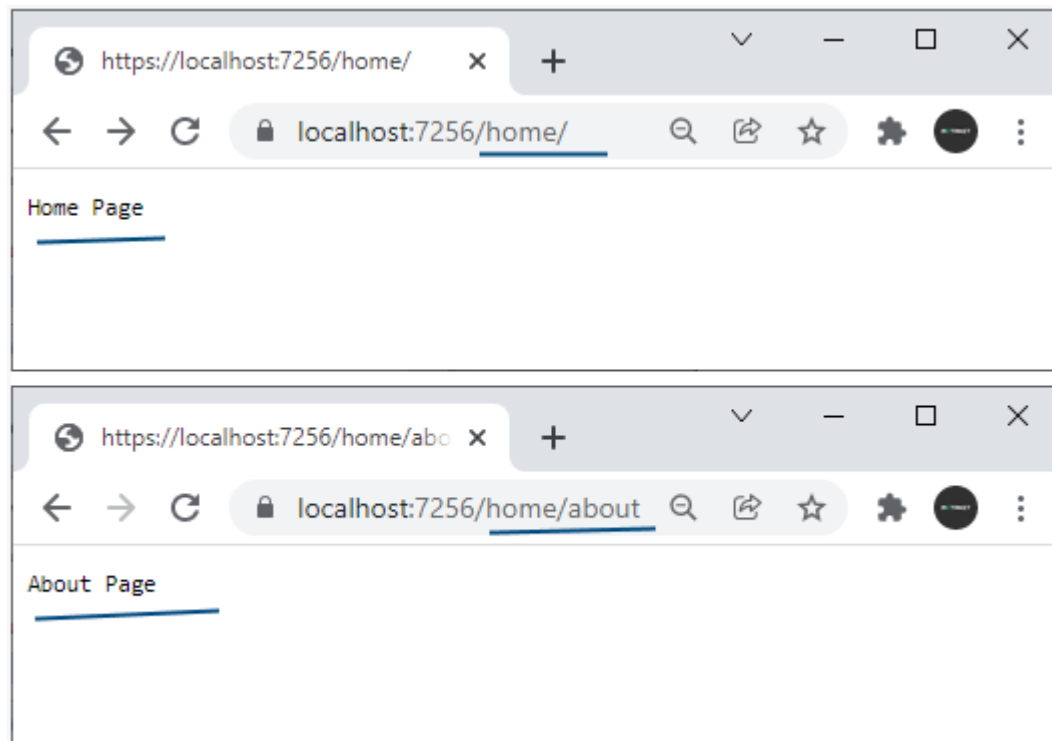 https://localhost:7256/home/
localhost:7256/home/
Home Page
https://localhost:7256/home/abo
localhost:7256/home/about
About Page